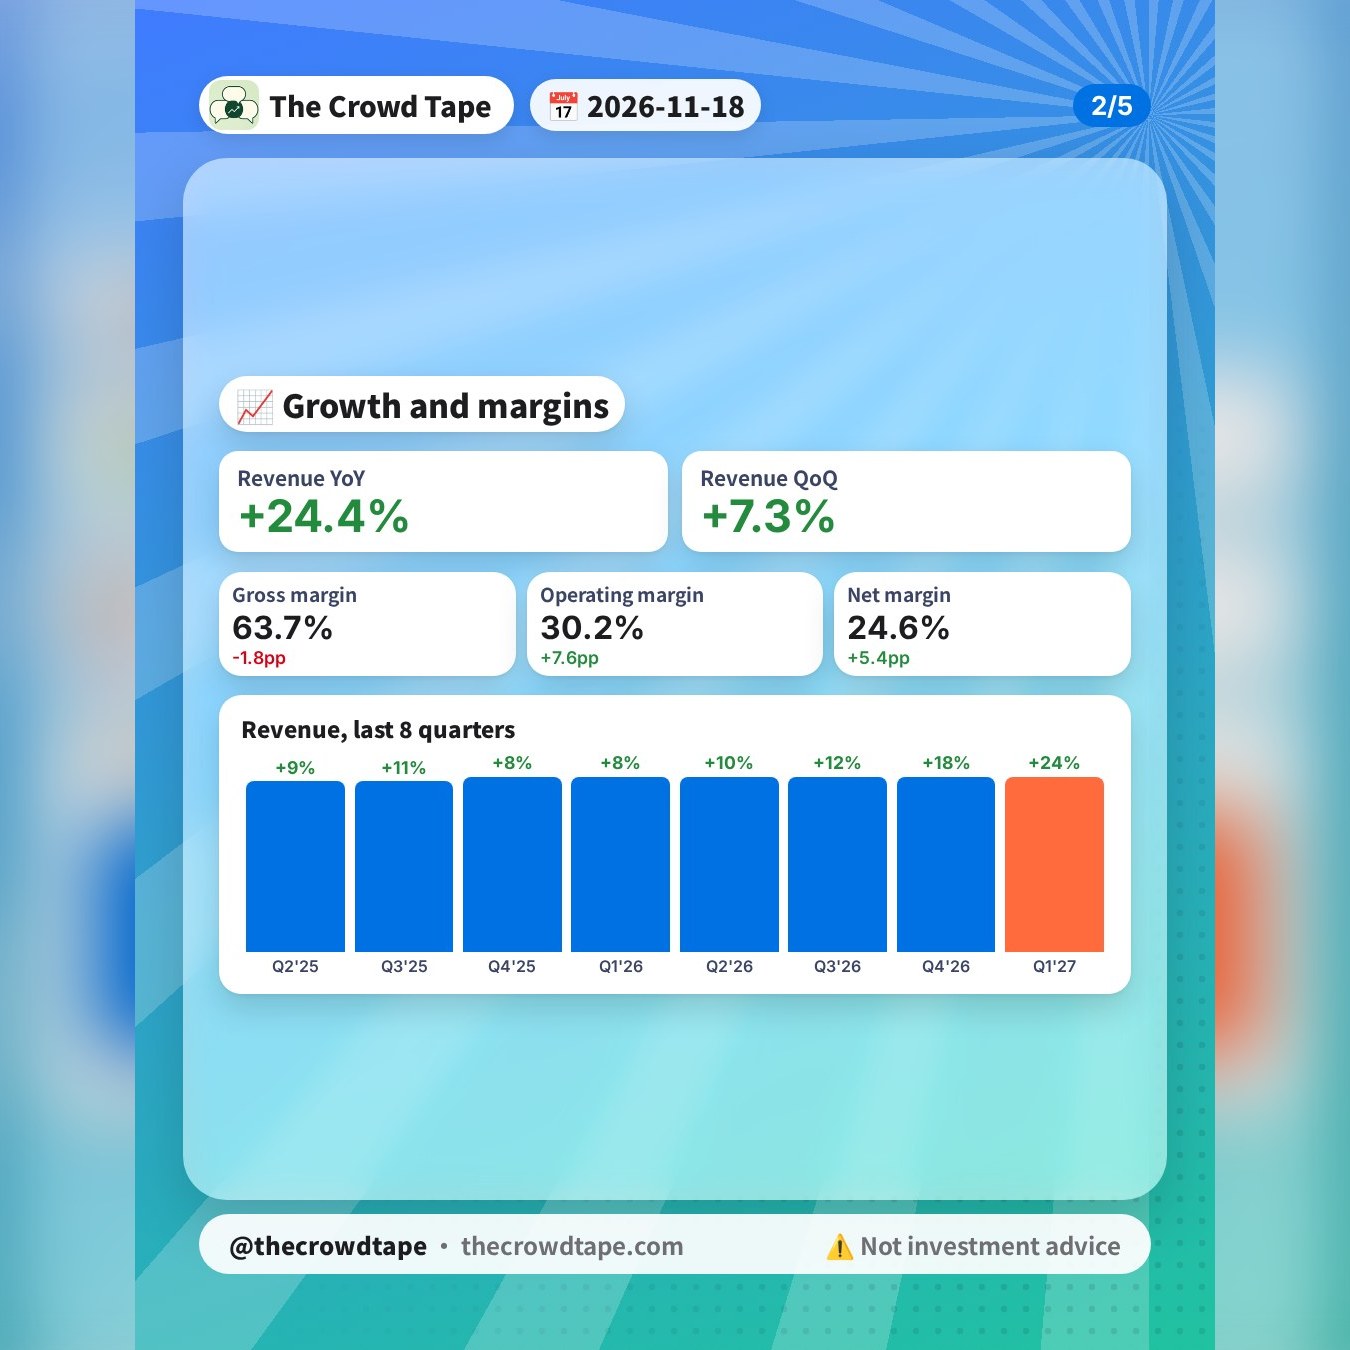 The Crowd Tape
2026-11-18
2/5
Growth and margins
Revenue YoY
+24.4%
Revenue QoQ
+7.3%
Gross margin
63.7%
-1.8pp
Operating margin
30.2%
+7.6pp
Net margin
24.6%
+5.4pp
Revenue, last 8 quarters
+9% +11% +8% +8% +10% +12% +18% +24%
Q2'25 Q3'25 Q4'25 Q1'26 Q2'26 Q3'26 Q4'26 Q1'27
@thecrowdtape • thecrowdtape.com
⚠️ Not investment advice